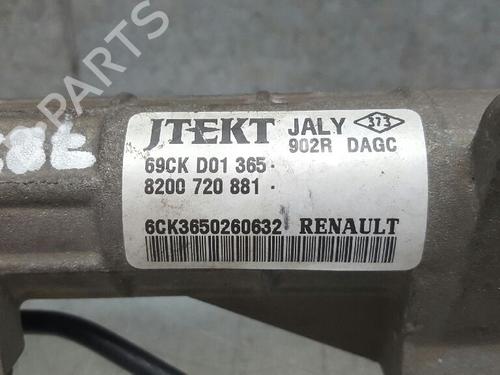 PARTS
JTEKT JALY 373
902R DAGC
69CK D01 365
8200 720 881
6CK3650260632 RENAULT